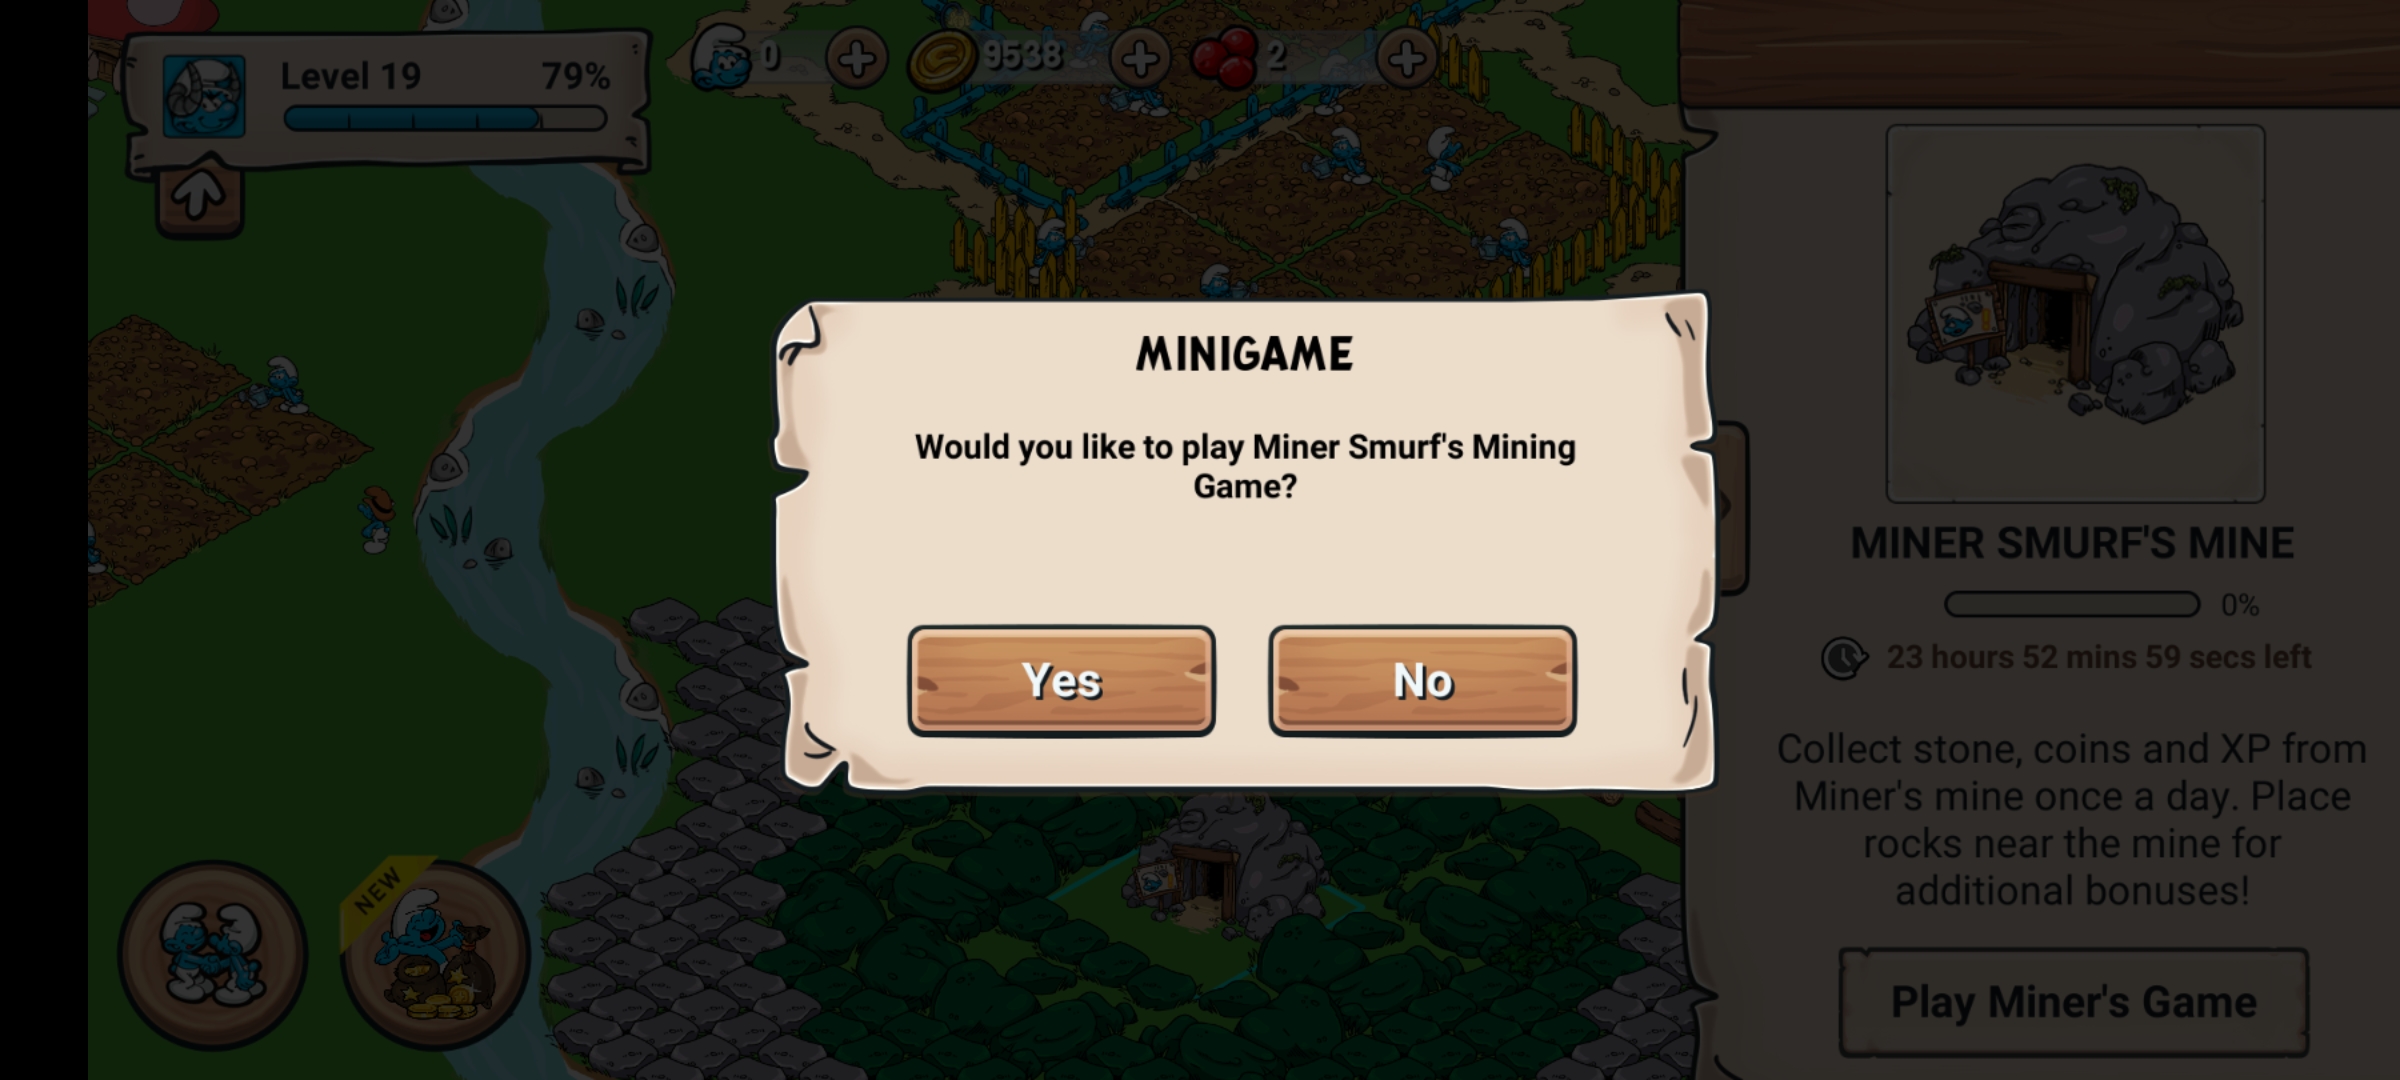 Level 19 79%
0
9538
2
MINIGAME
Would you like to play Miner Smurf's Mining
Game?
Yes
No
MINER SMURF'S MINE
0%
23 hours 52 mins 59 secs left
Collect stone, coins and XP from
Miner's mine once a day. Place
rocks near the mine for
additional bonuses!
Play Miner's Game
NEW